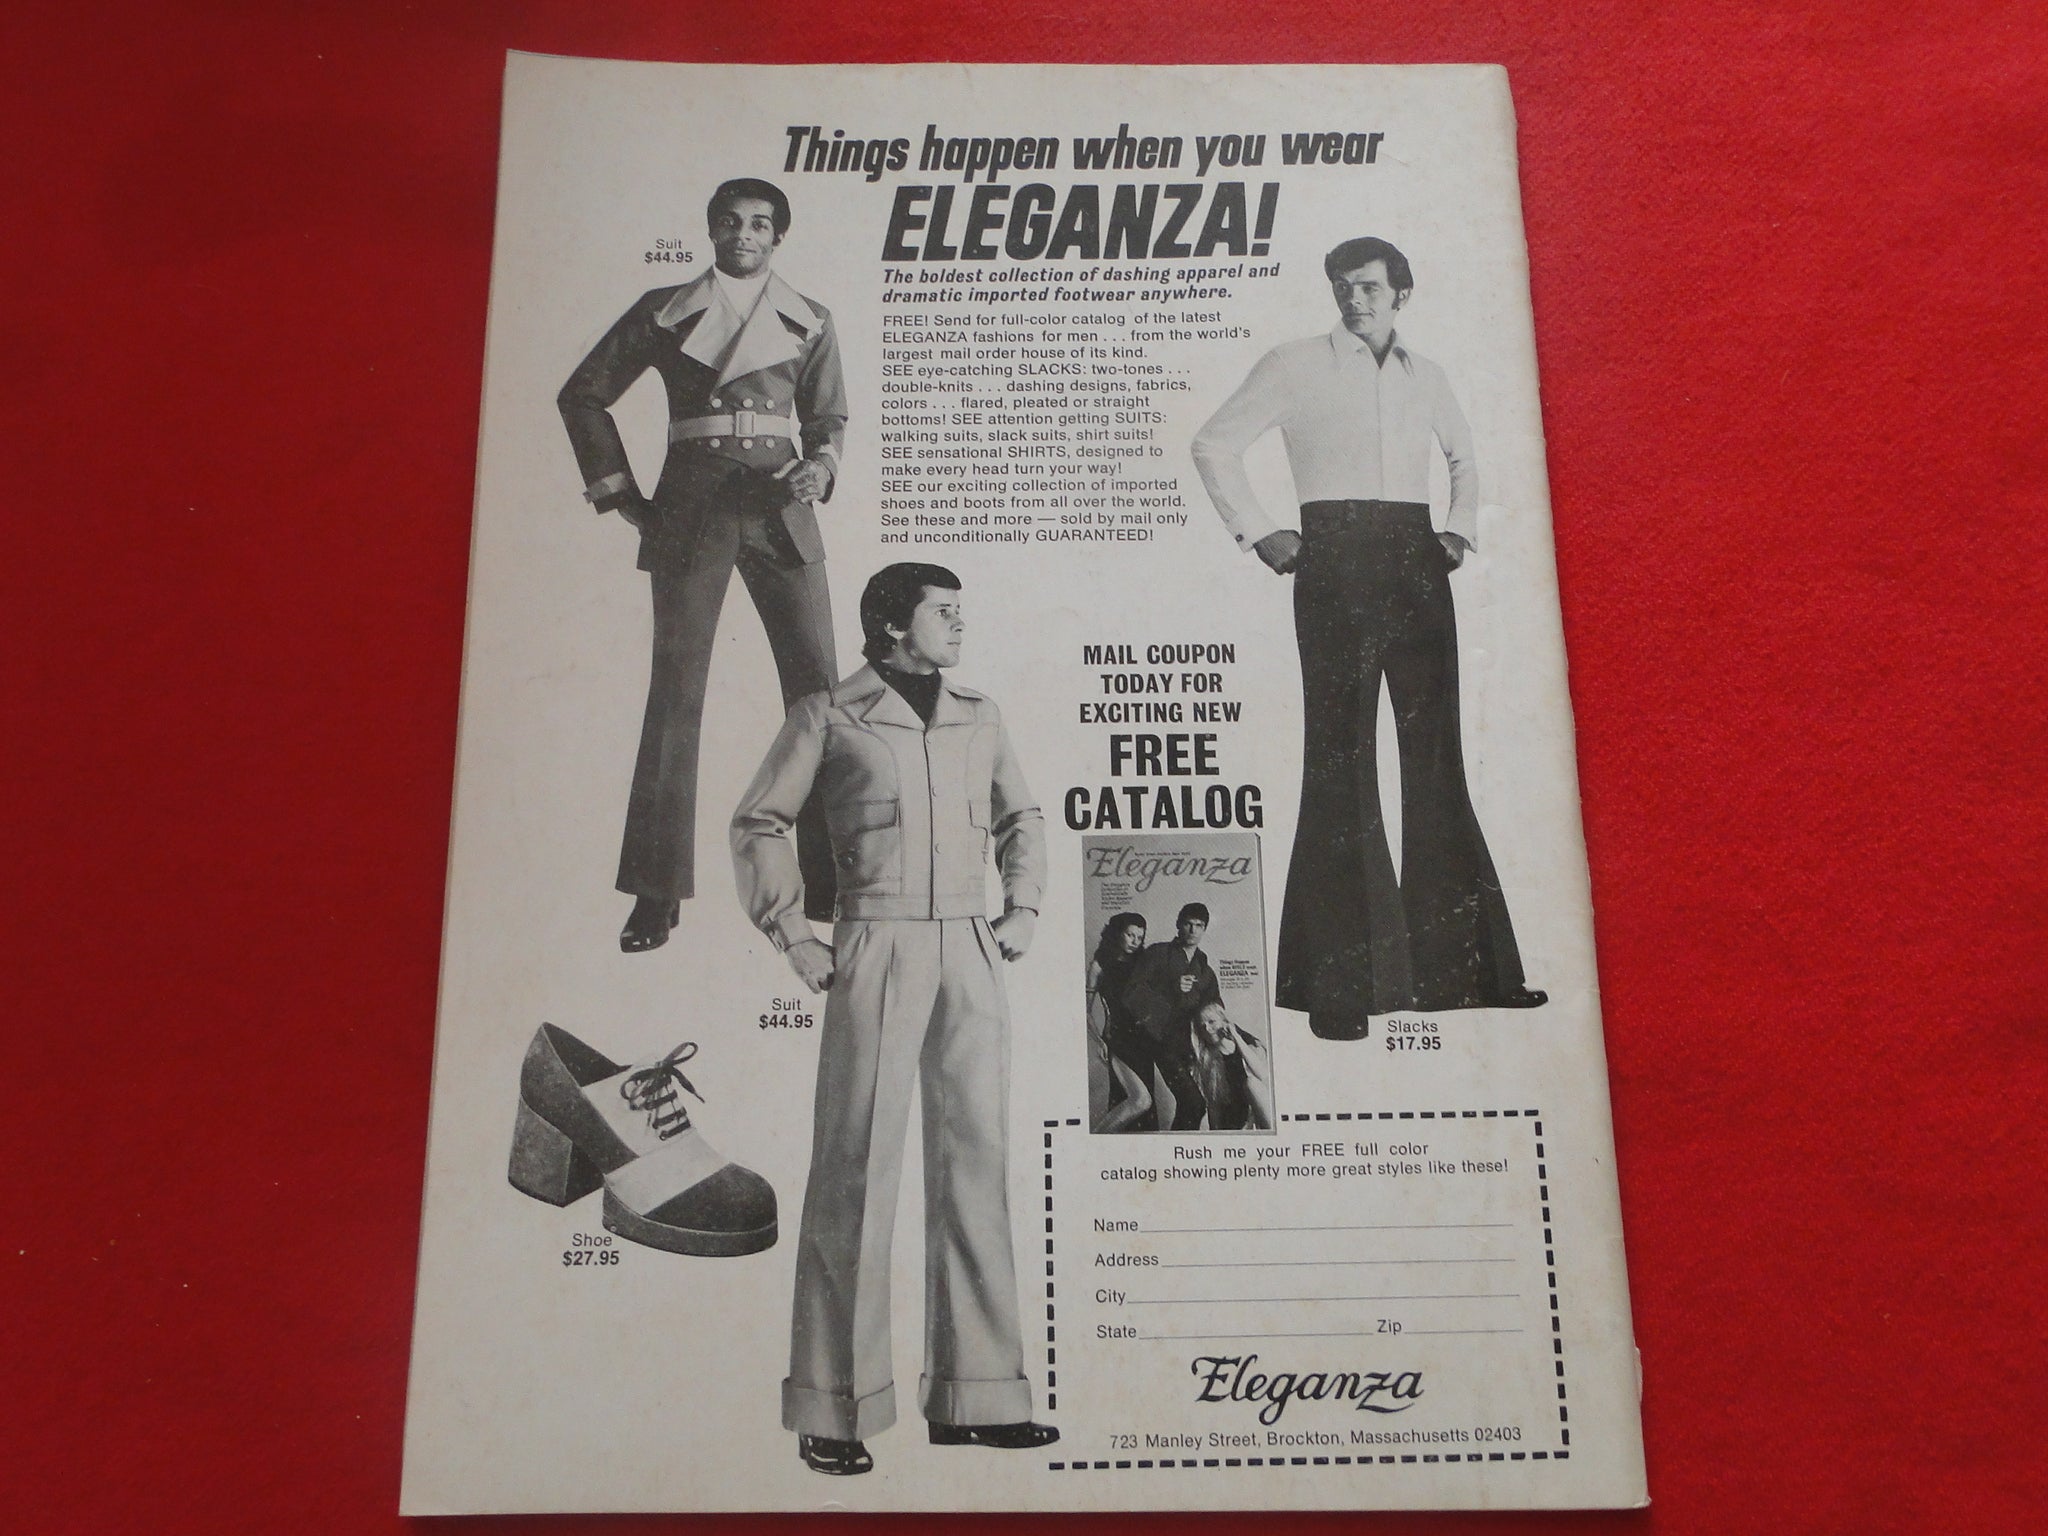 Things happen when you wear
ELEGANZA!
The boldest collection of dashing apparel and
dramatic imported footwear anywhere.
FREE! Send for full-color catalog of the latest
ELEGANZA fashions for men . . . from the world's
largest mail order house of its kind.
SEE eye-catching SLACKS: two-tones . . .
double-knits . . . dashing designs, fabrics,
colors . . . flared, pleated or straight
bottoms! SEE attention getting SUITS:
walking suits, slack suits, shirt suits!
SEE sensational SHIRTS, designed to
make every head turn your way!
SEE our exciting collection of imported
shoes and boots from all over the world.
See these and more — sold by mail only
and unconditionally GUARANTEED!
Suit
$44.95
MAIL COUPON
TODAY FOR
EXCITING NEW
FREE
CATALOG
Eleganza
Suit
$44.95
Slacks
$17.95
Shoe
$27.95
Rush me your FREE full color
catalog showing plenty more great styles like these!
Name
Address
City
State Zip
Eleganza
723 Manley Street, Brockton, Massachusetts 02403